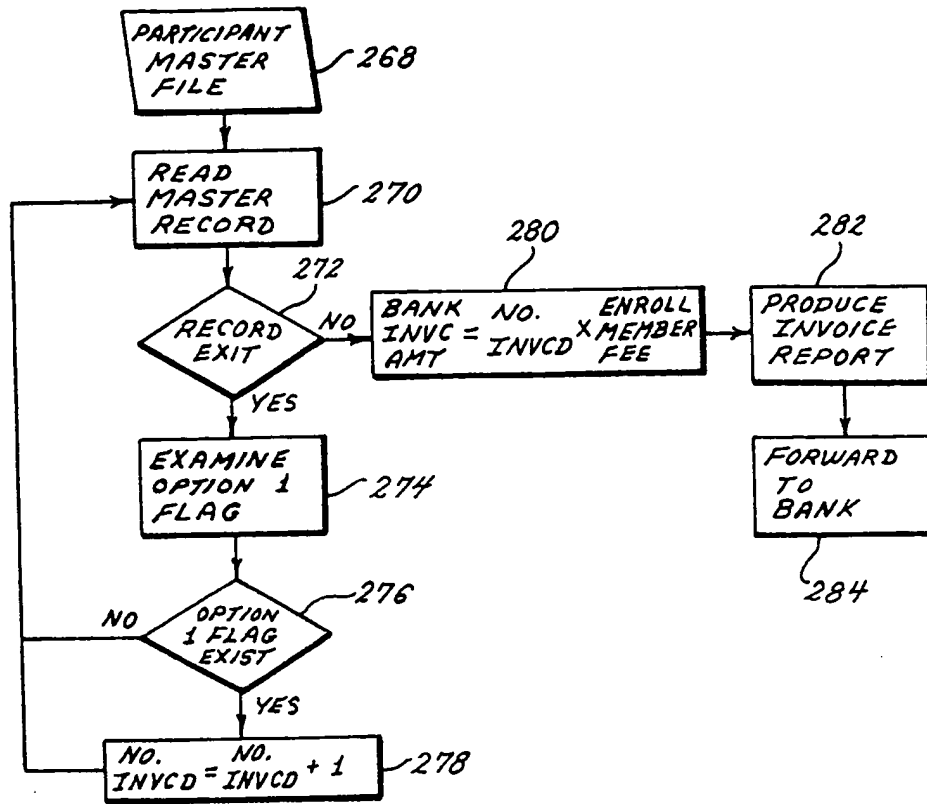 PARTICIPANT
MASTER
FILE
268
READ
MASTER
RECORD
270
272
RECORD
EXIT
NO
YES
280
BANK
INVC
AMT
=
NO.
INVCD
X
ENROLL
MEMBER
FEE
282
PRODUCE
INVOICE
REPORT
FORWARD
TO
BANK
284
EXAMINE
OPTION 1
FLAG
274
276
OPTION
1 FLAG
EXIST
NO
YES
NO.
INVCD
=
NO.
INVCD
+ 1
278